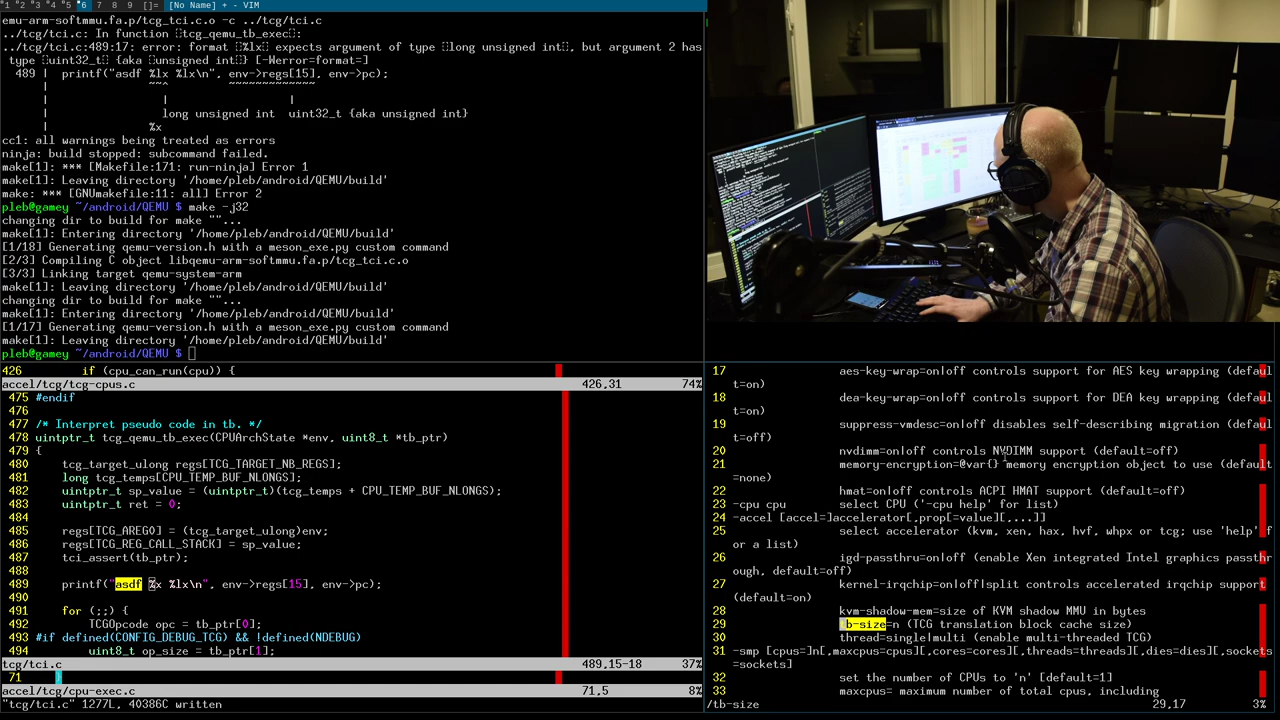 1 2 3 4 5 6 7 8 9 []= [No Name] + - VIM
emu-arm-softmmu.fa.p/tcg_tci.c.o -c ../tcg/tci.c
../tcg/tci.c: In function tcg_qemu_tb_exec:
../tcg/tci.c:489:17: error: format %lx expects argument of type long unsigned int, but argument 2 has
type uint32_t {aka unsigned int} [-Werror=format=]
489 | printf("asdf %lx %lx\n", env->regs[15], env->pc);
| ~~^ ~~~~~~~~~~~~~
| | |
| long unsigned int uint32_t {aka unsigned int}
| %x
cc1: all warnings being treated as errors
ninja: build stopped: subcommand failed.
make[1]: *** [Makefile:171: run-ninja] Error 1
make[1]: Leaving directory '/home/pleb/android/QEMU/build'
make: *** [GNUmakefile:11: all] Error 2
pleb@gamey ~/android/QEMU $ make -j32
changing dir to build for make ""...
make[1]: Entering directory '/home/pleb/android/QEMU/build'
[1/18] Generating qemu-version.h with a meson_exe.py custom command
[2/3] Compiling C object libqemu-arm-softmmu.fa.p/tcg_tci.c.o
[3/3] Linking target qemu-system-arm
make[1]: Leaving directory '/home/pleb/android/QEMU/build'
changing dir to build for make ""...
make[1]: Entering directory '/home/pleb/android/QEMU/build'
[1/17] Generating qemu-version.h with a meson_exe.py custom command
make[1]: Leaving directory '/home/pleb/android/QEMU/build'
pleb@gamey ~/android/QEMU $
426 if (cpu_can_run(cpu)) {
accel/tcg/tcg-cpus.c 426,31 74%
475 #endif
476
477 /* Interpret pseudo code in tb. */
478 uintptr_t tcg_qemu_tb_exec(CPUArchState *env, uint8_t *tb_ptr)
479 {
480 tcg_target_ulong regs[TCG_TARGET_NB_REGS];
481 long tcg_temps[CPU_TEMP_BUF_NLONGS];
482 uintptr_t sp_value = (uintptr_t)(tcg_temps + CPU_TEMP_BUF_NLONGS);
483 uintptr_t ret = 0;
484
485 regs[TCG_AREG0] = (tcg_target_ulong)env;
486 regs[TCG_REG_CALL_STACK] = sp_value;
487 tci_assert(tb_ptr);
488
489 printf("asdf %x %lx\n", env->regs[15], env->pc);
490
491 for (;;) {
492 TCGOpcode opc = tb_ptr[0];
493 #if defined(CONFIG_DEBUG_TCG) && !defined(NDEBUG)
494 uint8_t op_size = tb_ptr[1];
tcg/tci.c 489,15-18 37%
71 }
accel/tcg/cpu-exec.c 71,5 8%
"tcg/tci.c" 1277L, 40386C written
17 aes-key-wrap=on|off controls support for AES key wrapping (defaul
t=on)
18 dea-key-wrap=on|off controls support for DEA key wrapping (defaul
t=on)
19 suppress-vmdesc=on|off disables self-describing migration (defaul
t=off)
20 nvdimm=on|off controls NVDIMM support (default=off)
21 memory-encryption=@var{} memory encryption object to use (default
=none)
22 hmat=on|off controls ACPI HMAT support (default=off)
23 -cpu cpu select CPU ('-cpu help' for list)
24 -accel [accel=]accelerator[,prop[=value][,...]]
25 select accelerator (kvm, xen, hax, hvf, whpx or tcg; use 'help' f
or a list)
26 igd-passthru=on|off (enable Xen integrated Intel graphics passthr
ough, default=off)
27 kernel-irqchip=on|off|split controls accelerated irqchip support
(default=on)
28 kvm-shadow-mem=size of KVM shadow MMU in bytes
29 tb-size=n (TCG translation block cache size)
30 thread=single|multi (enable multi-threaded TCG)
31 -smp [cpus=]n[,maxcpus=cpus][,cores=cores][,threads=threads][,dies=dies][,sockets
=sockets]
32 set the number of CPUs to 'n' [default=1]
33 maxcpus= maximum number of total cpus, including
/tb-size 29,17 3%